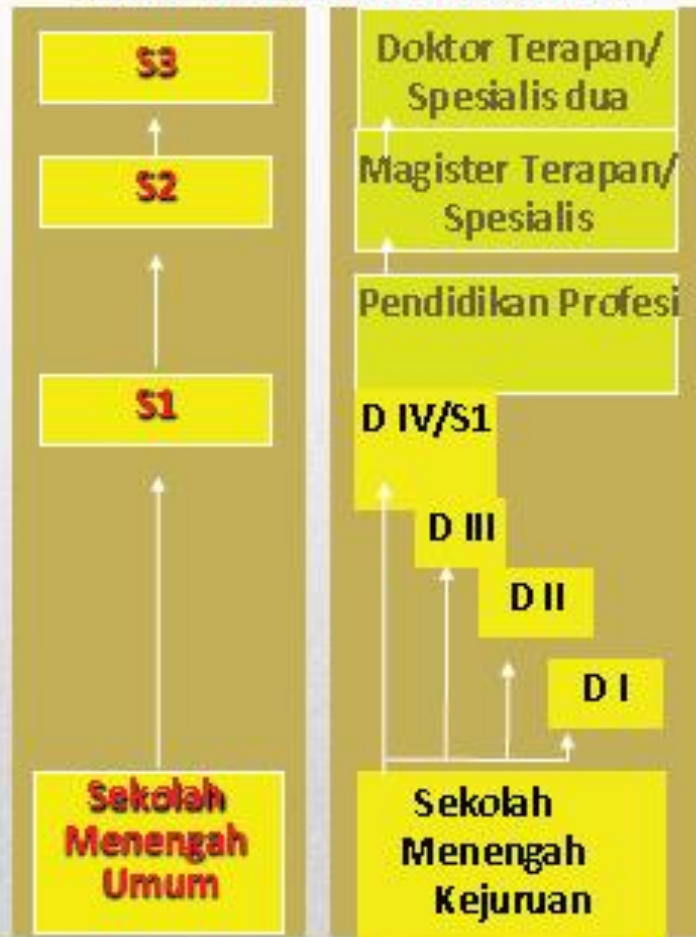 S3
S2
S1
Sekolah
Menengah
Umum
Doktor Terapan/
Spesialis dua
Magister Terapan/
Spesialis
Pendidikan Profesi
D IV/S1
D III
D II
D I
Sekolah
Menengah
Kejuruan